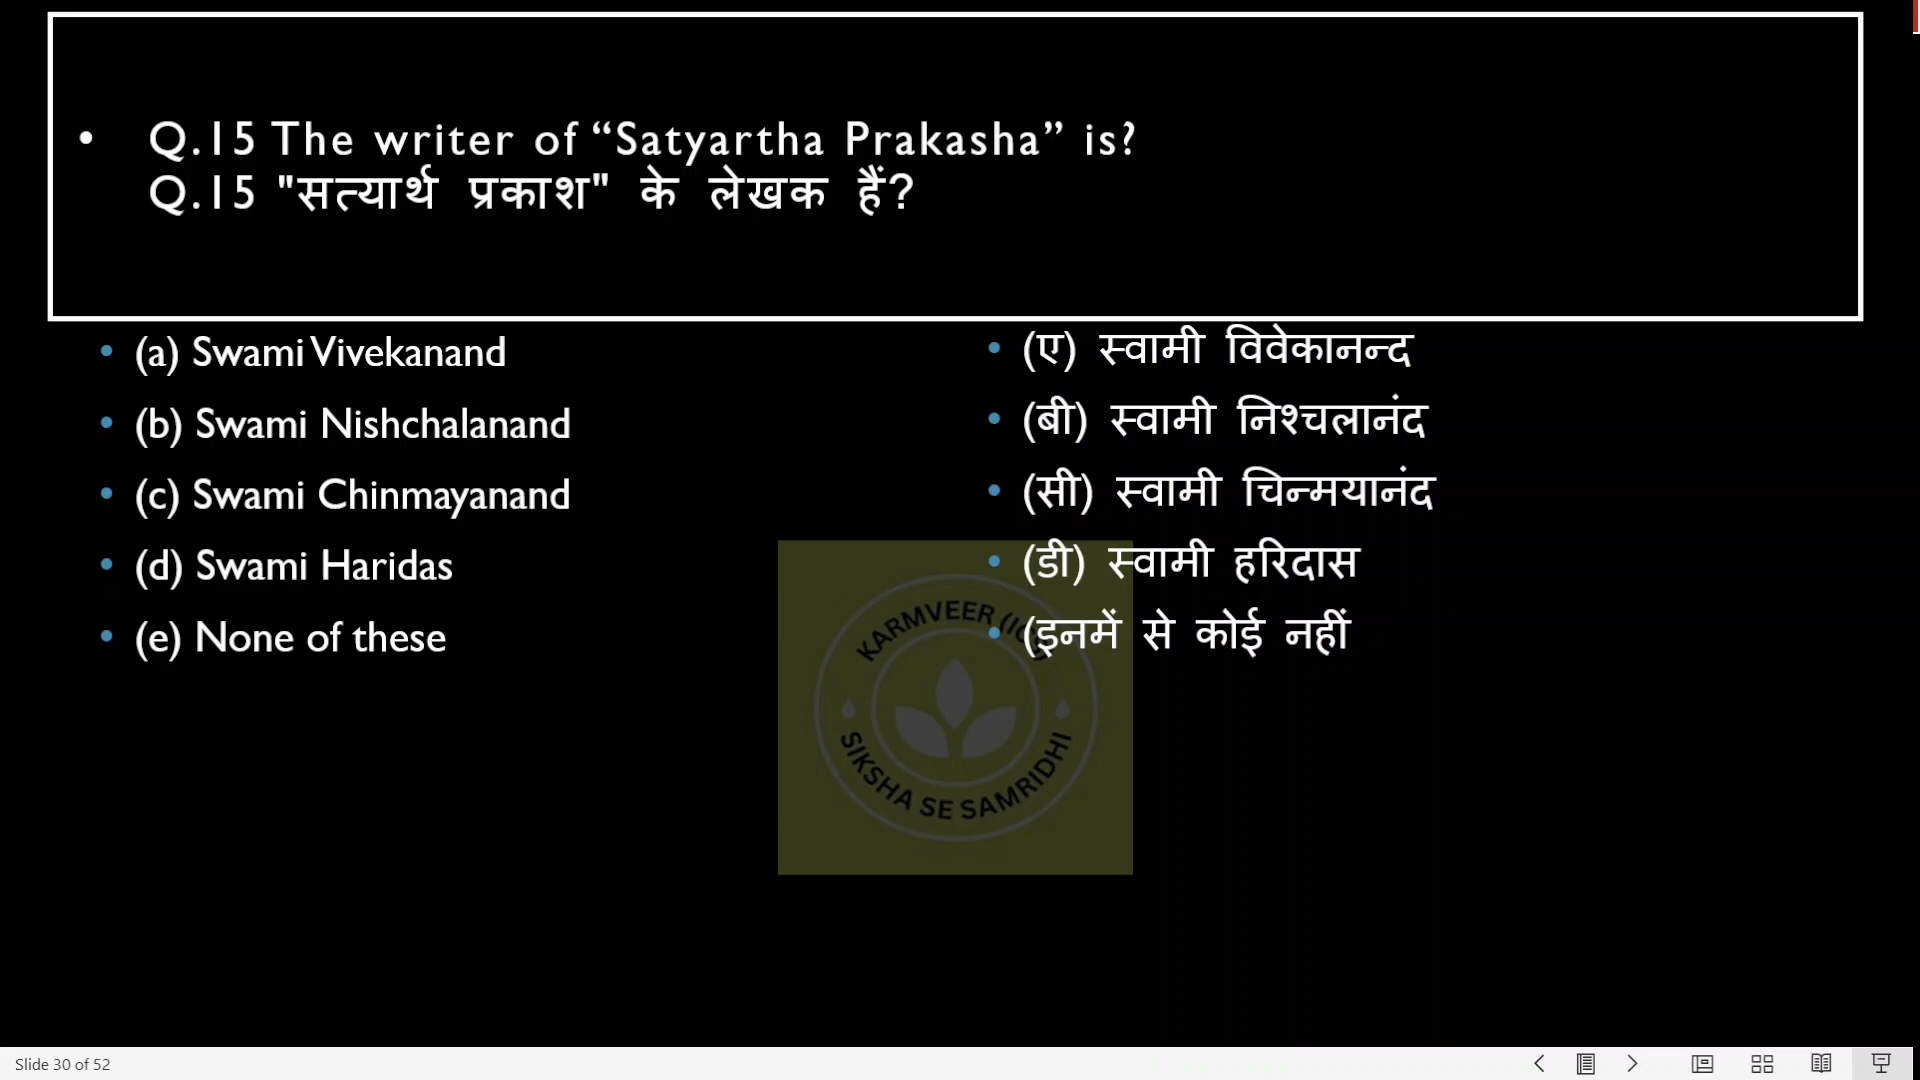 • Q.15 The writer of “Satyartha Prakasha” is?
Q.15 "सत्यार्थ प्रकाश" के लेखक हैं?
• (a) Swami Vivekanand
• (b) Swami Nishchalanand
• (c) Swami Chinmayanand
• (d) Swami Haridas
• (e) None of these
• (ए) स्वामी विवेकानन्द
• (बी) स्वामी निश्चलानंद
• (सी) स्वामी चिन्मयानंद
• (डी) स्वामी हरिदास
• (इनमें से कोई नहीं
KARMVEER
SIKSHA SE SAMRIDHI
Slide 30 of 52